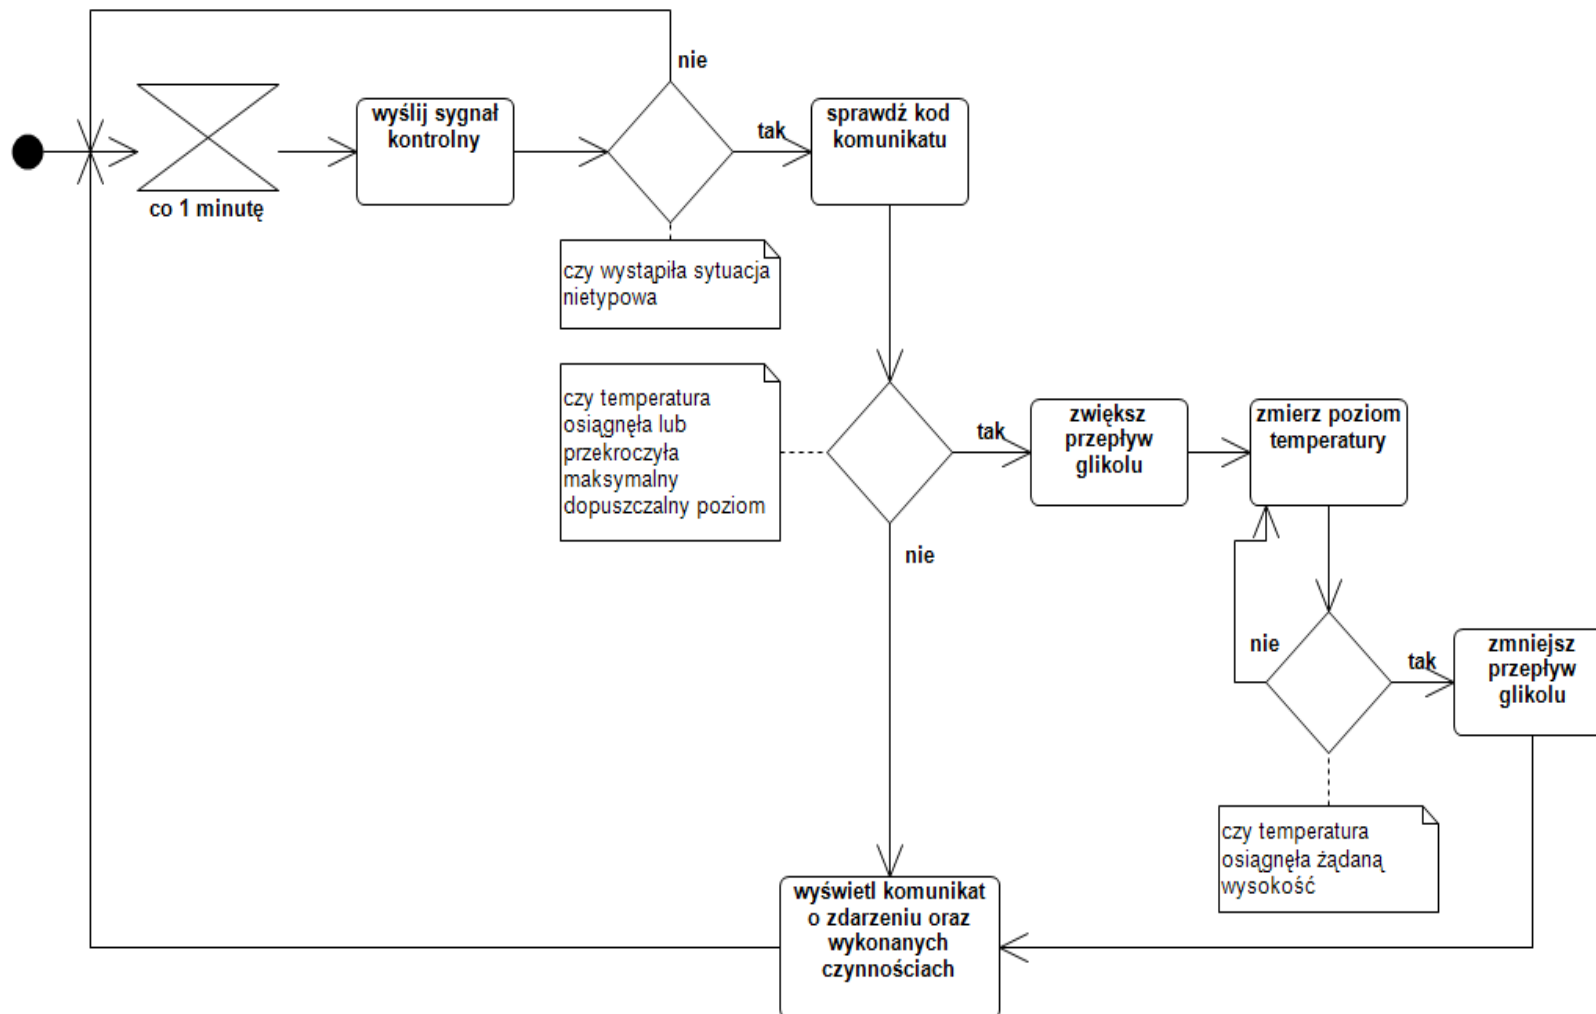 nie
wyślij sygnał
kontrolny
tak
sprawdź kod
komunikatu
co 1 minutę
czy wystąpiła sytuacja
nietypowa
czy temperatura
osiągnęła lub
przekroczyła
maksymalny
dopuszczalny poziom
tak
zwiększ
przepływ
glikolu
zmierz poziom
temperatury
nie
nie
tak
zmniejsz
przepływ
glikolu
czy temperatura
osiągnęła żądaną
wysokość
wyświetl komunikat
o zdarzeniu oraz
wykonanych
czynnościach